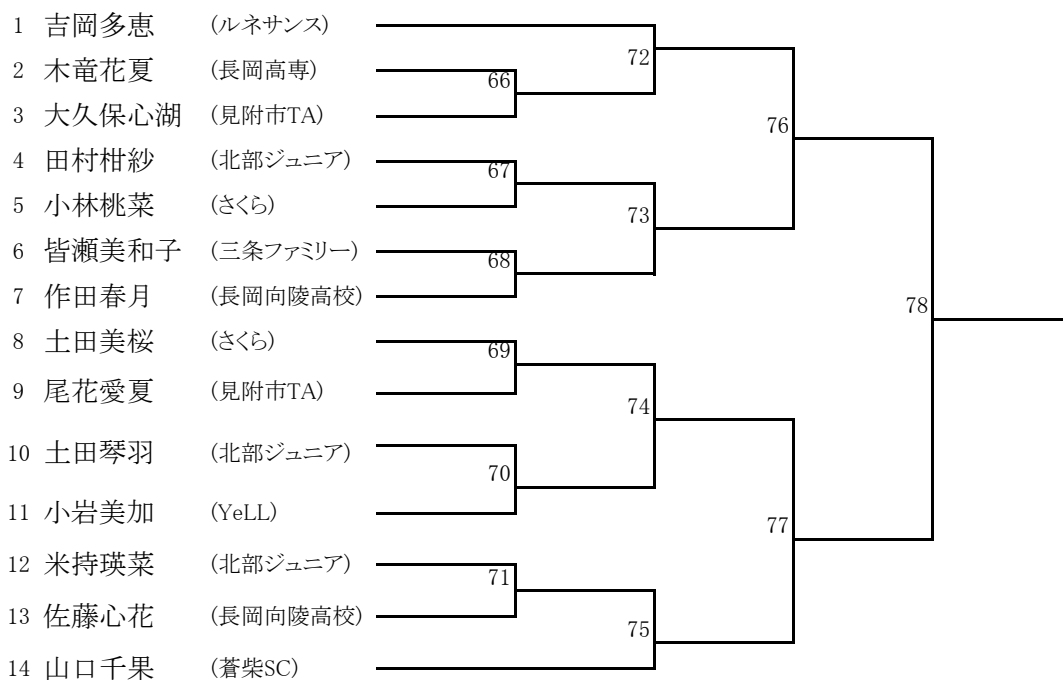 1 吉岡多恵 (ルネサンス)
72
2 木竜花夏 (長岡高専)
66
3 大久保心湖 (見附市TA)
76
4 田村柑紗 (北部ジュニア)
67
5 小林桃菜 (さくら)
73
6 皆瀬美和子 (三条ファミリー)
68
7 作田春月 (長岡向陵高校)
78
8 土田美桜 (さくら)
69
9 尾花愛夏 (見附市TA)
74
10 土田琴羽 (北部ジュニア)
70
11 小岩美加 (YeLL)
77
12 米持瑛菜 (北部ジュニア)
71
13 佐藤心花 (長岡向陵高校)
75
14 山口千果 (蒼柴SC)